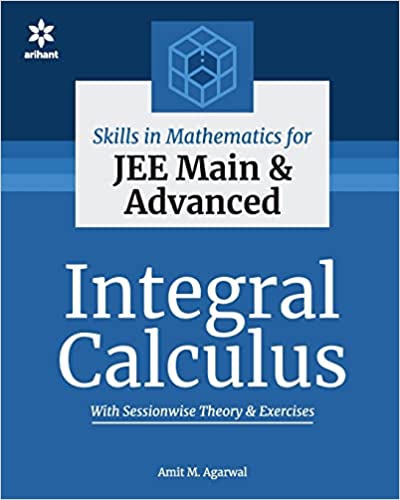 arihant
Skills in Mathematics for
JEE Main &
Advanced
Integral
Calculus
With Sessionwise Theory & Exercises
Amit M. Agarwal